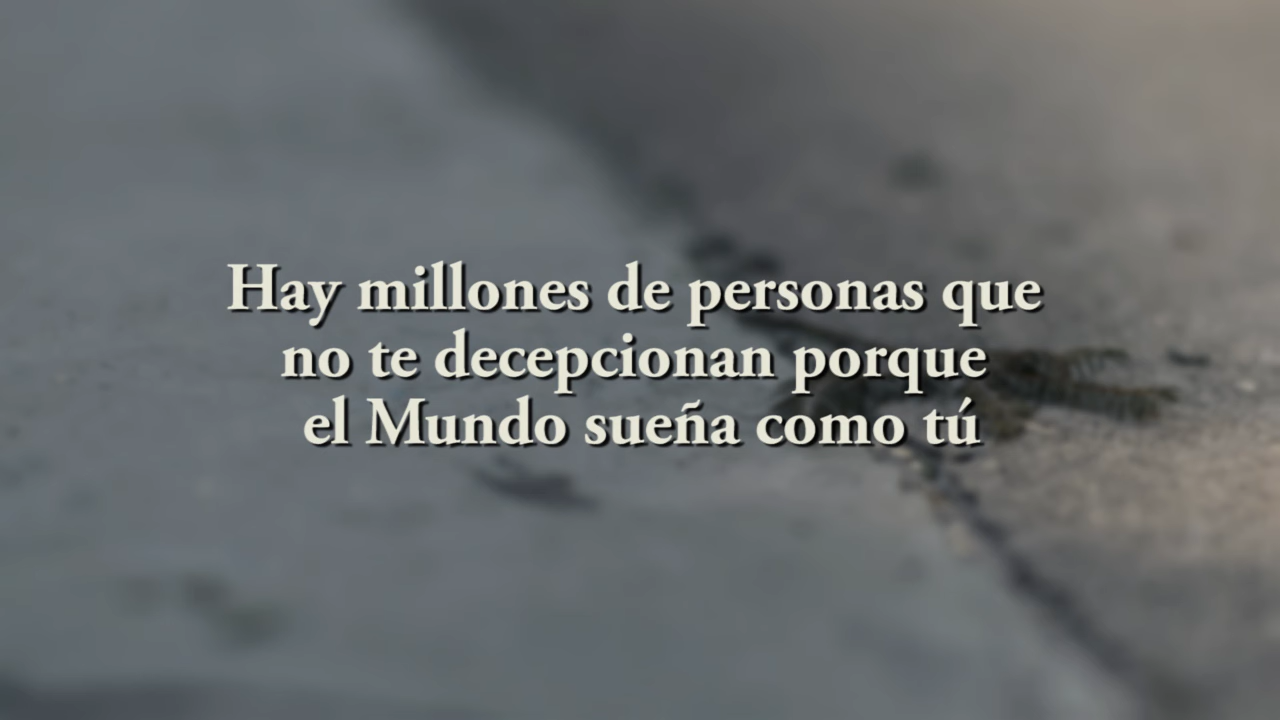 Hay millones de personas que
no te decepcionan porque
el Mundo sueña como tú